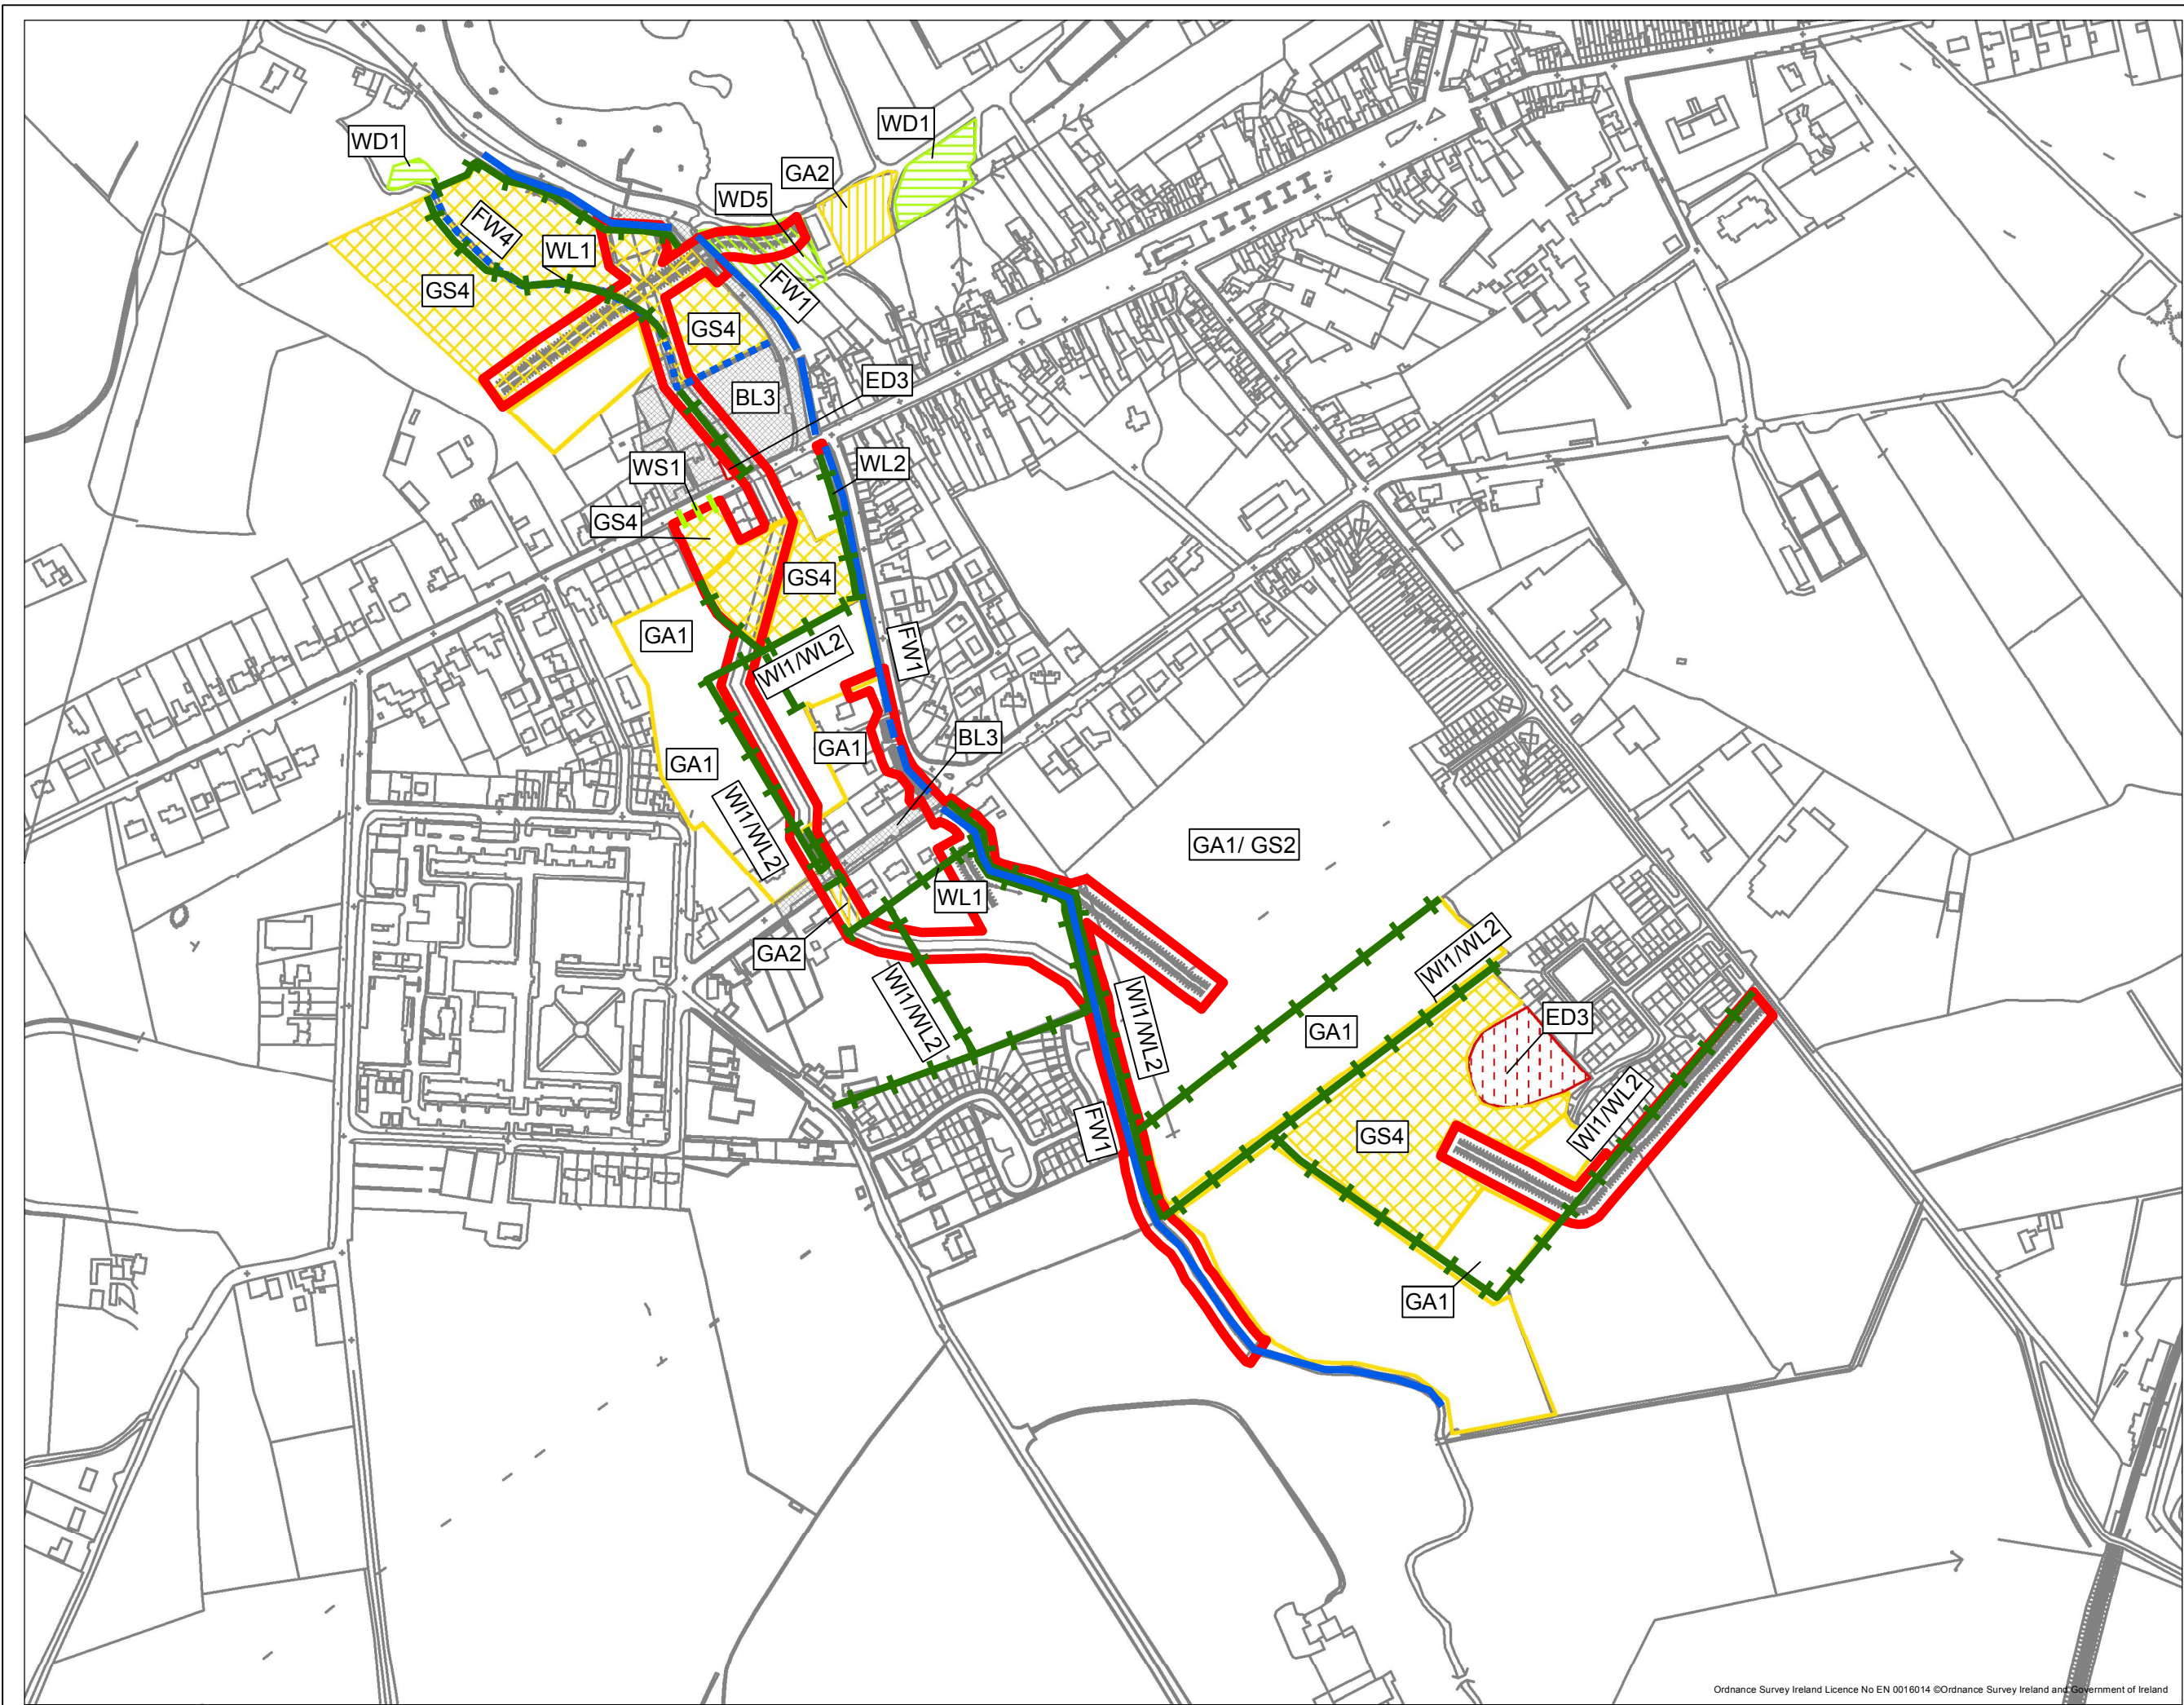 WD1
WD1
GA2
WD5
FW4
WL1
GS4
FW1
GS4
ED3
BL3
WL2
WS1
GS4
GS4
GA1
FW1
WI1/WL2
GA1
BL3
GA1
WI1/WL2
GA1/ GS2
WL1
GA2
WI1/WL2
WI1/WL2
WI1/WL2
GA1
ED3
FW1
GS4
WI1/WL2
GA1
Ordnance Survey Ireland Licence No EN 0016014 ©Ordnance Survey Ireland and Government of Ireland